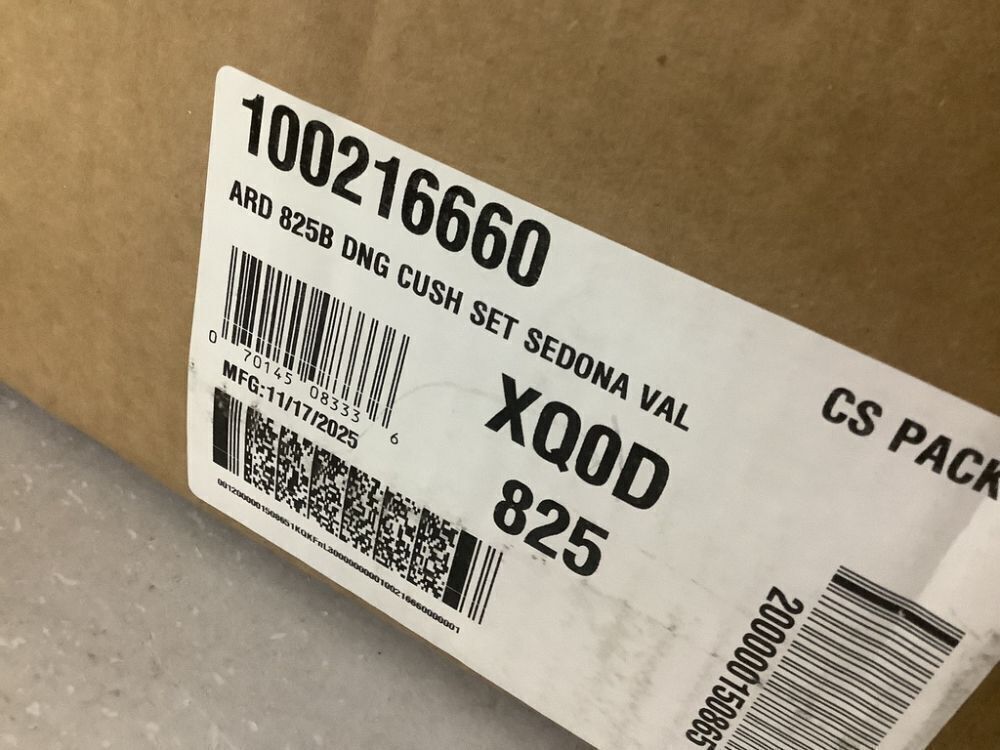 100216660
ARD 825B DNG CUSH SET SEDONA VAL
0 70145 08333 6
MFG:11/17/2025
XQ0D
825
CS PACK
200000150865